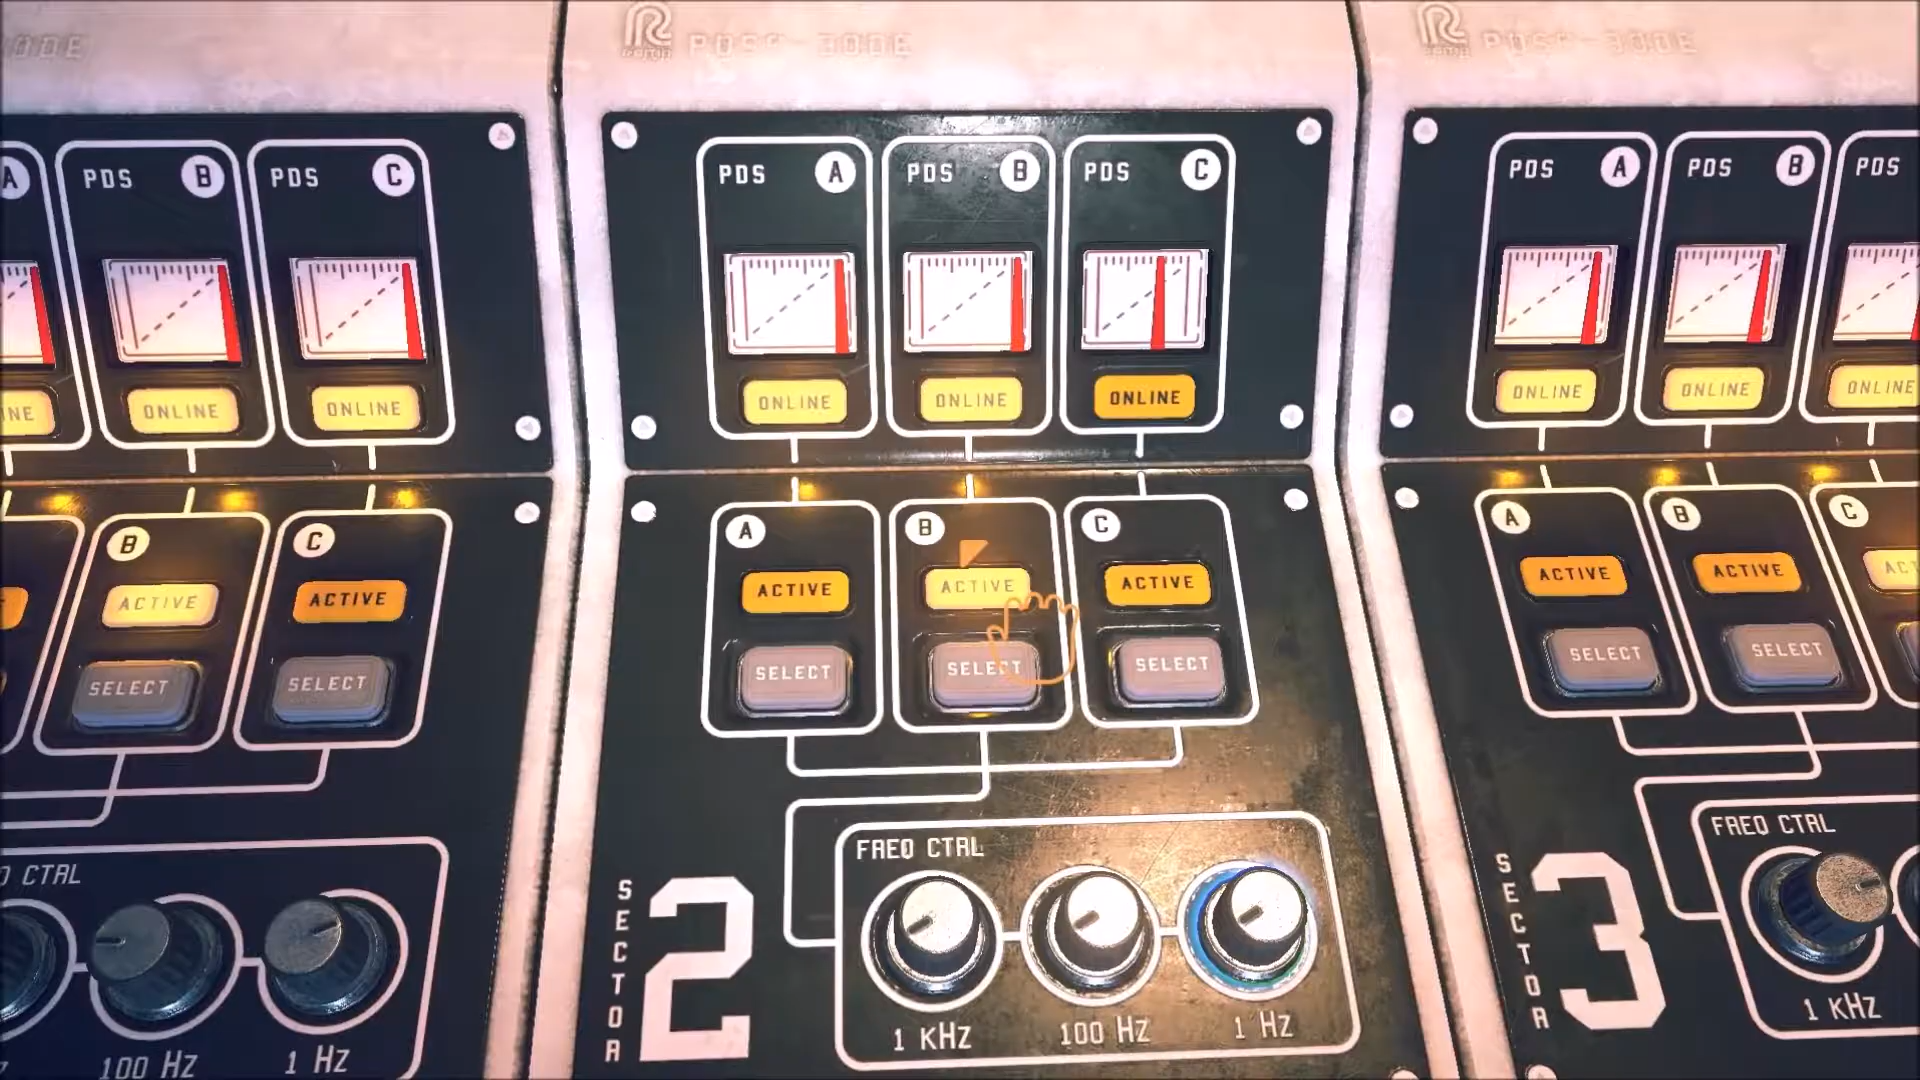 PDS B
PDS C
ONLINE
ONLINE
B
ACTIVE
SELECT
C
ACTIVE
SELECT
CTRL
100 Hz
1 Hz
PDS A
PDS B
PDS C
ONLINE
ONLINE
ONLINE
A
ACTIVE
SELECT
B
ACTIVE
SELECT
C
ACTIVE
SELECT
FREQ CTRL
SECTOR
2
1 KHz
100 Hz
1 Hz
PDS A
PDS B
PDS
ONLINE
ONLINE
ONLINE
A
ACTIVE
SELECT
B
ACTIVE
SELECT
C
FREQ CTRL
SECTOR
3
1 KHz